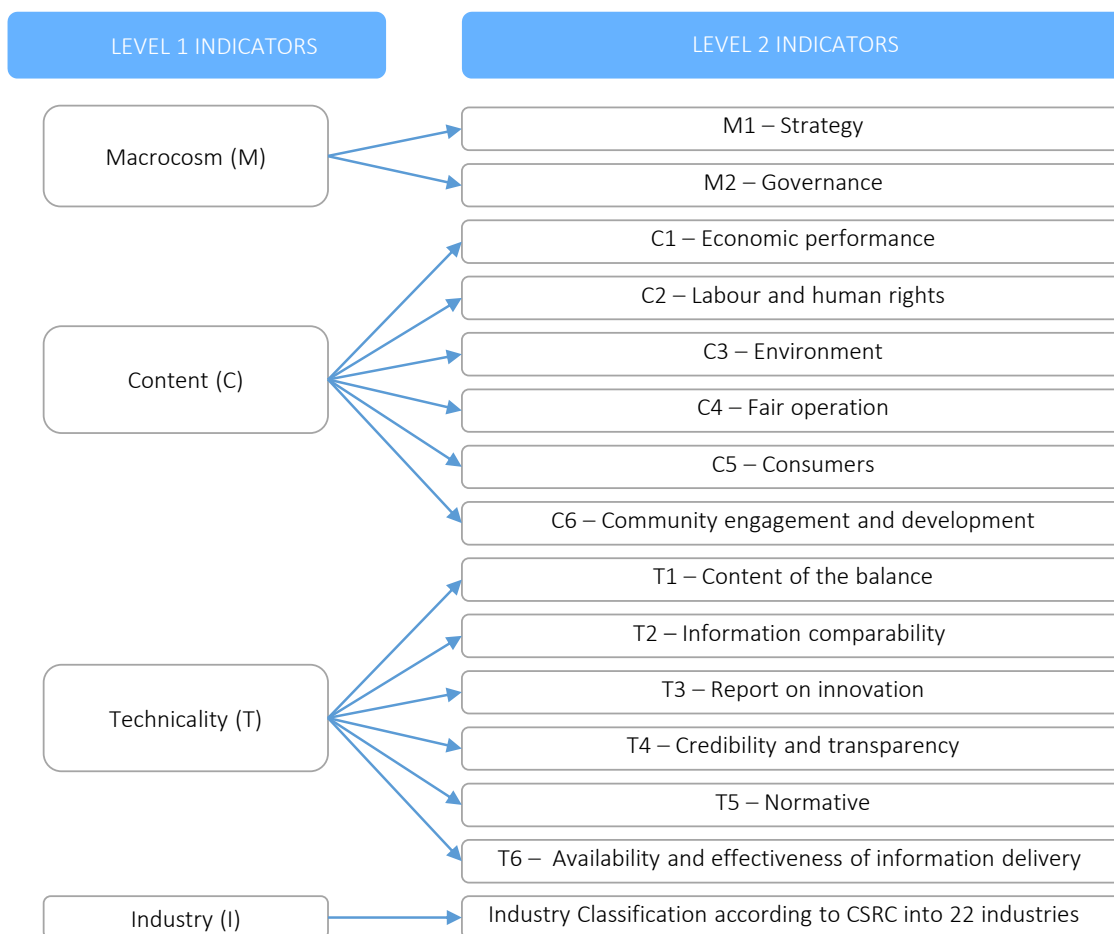 LEVEL 1 INDICATORS
LEVEL 2 INDICATORS
Macrocosm (M)
M1 – Strategy
M2 – Governance
Content (C)
C1 – Economic performance
C2 – Labour and human rights
C3 – Environment
C4 – Fair operation
C5 – Consumers
C6 – Community engagement and development
Technicality (T)
T1 – Content of the balance
T2 – Information comparability
T3 – Report on innovation
T4 – Credibility and transparency
T5 – Normative
T6 – Availability and effectiveness of information delivery
Industry (I)
Industry Classification according to CSRC into 22 industries